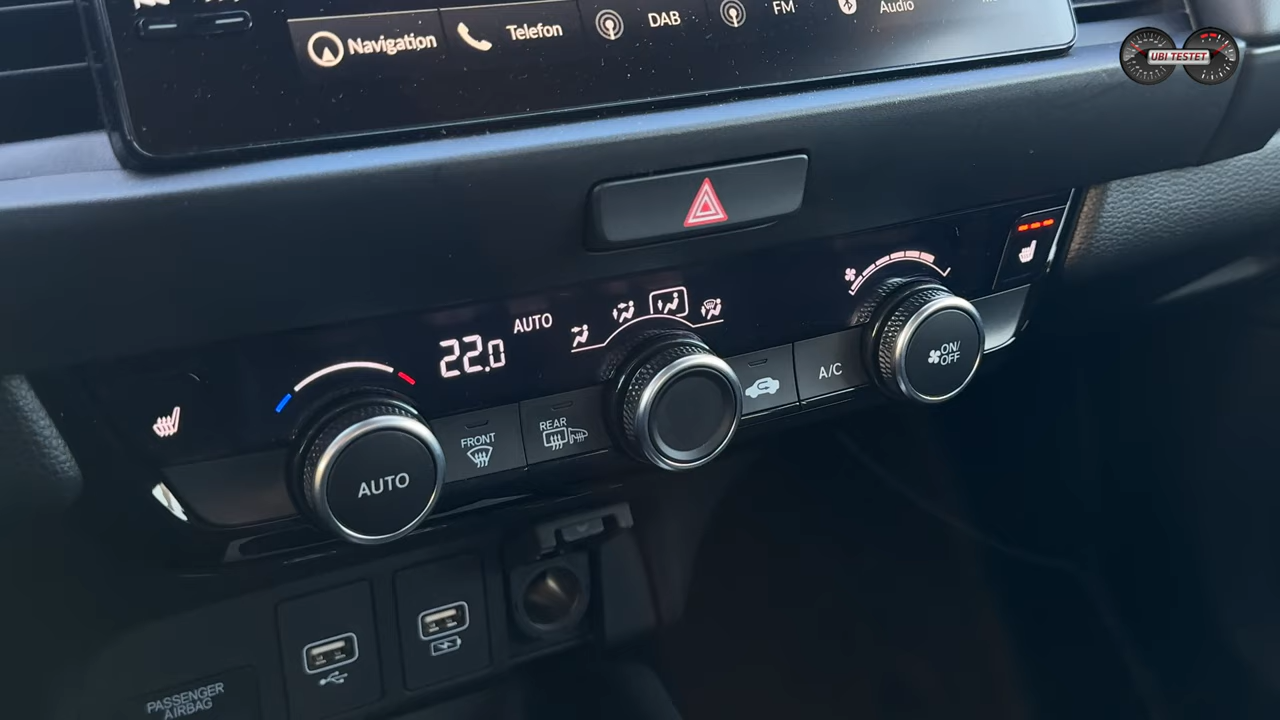 Navigation
Telefon
DAB
FM
Audio
UBI TESTET
22.0
AUTO
AUTO
FRONT
REAR
A/C
ON/
OFF
PASSENGER
AIRBAG